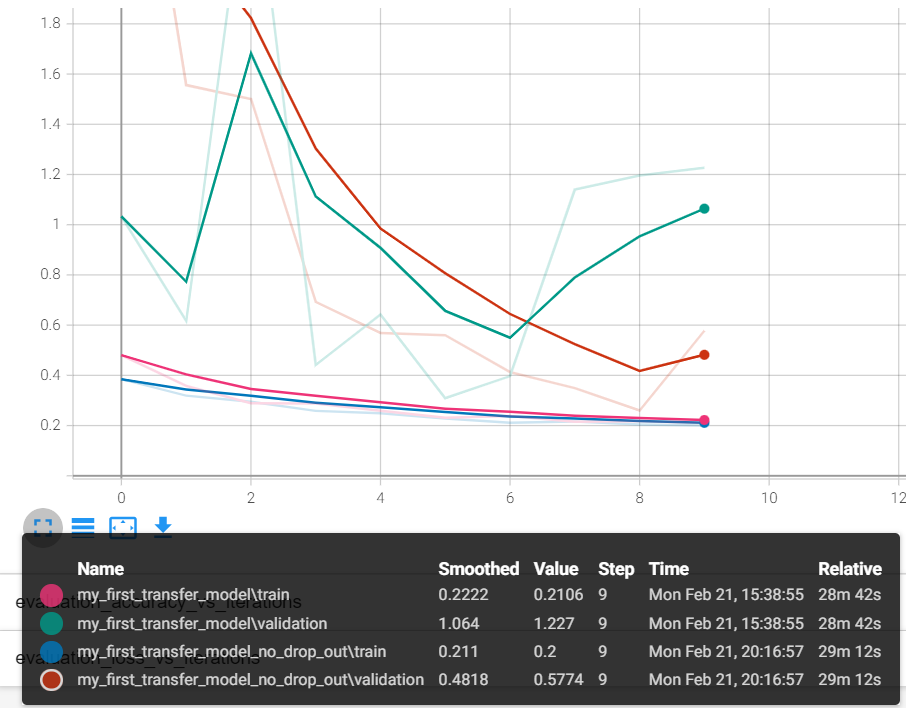 1.8
1.6
1.4
1.2
1
0.8
0.6
0.4
0.2
0 2 4 6 8 10 12
Name Smoothed Value Step Time Relative
my_first_transfer_model\train 0.2222 0.2106 9 Mon Feb 21, 15:38:55 28m 42s
evaluation_accuracy_vs_iterations
my_first_transfer_model\validation 1.064 1.227 9 Mon Feb 21, 15:38:55 28m 42s
my_first_transfer_model_no_drop_out\train 0.211 0.2 9 Mon Feb 21, 20:16:57 29m 12s
evaluation_loss_vs_iterations
my_first_transfer_model_no_drop_out\validation 0.4818 0.5774 9 Mon Feb 21, 20:16:57 29m 12s